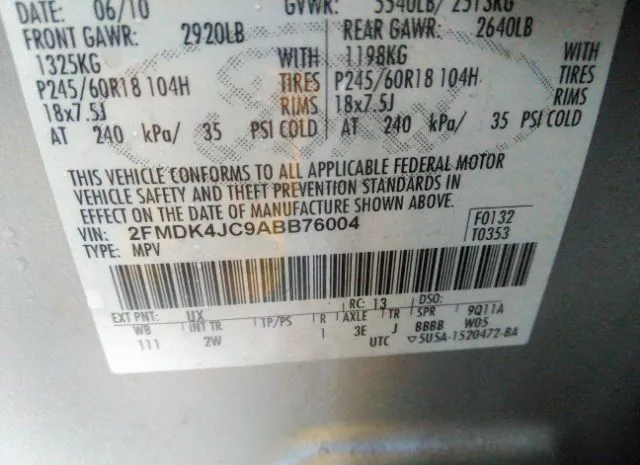 DATE: 06/10 GVWR: 5540LB/ 2513KG
FRONT GAWR: 2920LB REAR GAWR: 2640LB
1325KG WITH 1198KG WITH
P245/60R18 104H TIRES P245/60R18 104H TIRES
18x7.5J RIMS 18x7.5J RIMS
AT 240 kPa/ 35 PSI COLD AT 240 kPa/ 35 PSI COLD
THIS VEHICLE CONFORMS TO ALL APPLICABLE FEDERAL MOTOR
VEHICLE SAFETY AND THEFT PREVENTION STANDARDS IN
EFFECT ON THE DATE OF MANUFACTURE SHOWN ABOVE.
VIN: 2FMDK4JC9ABB76004 F0132
TYPE: MPV T0353
EXT PNT: UX RC: 13 DSO:
WB INT TR TP/PS R AXLE TR SPR 9Q11A
111 2W 1 3E J BBBB W05
UTC ▽5U5A-1520472-BA